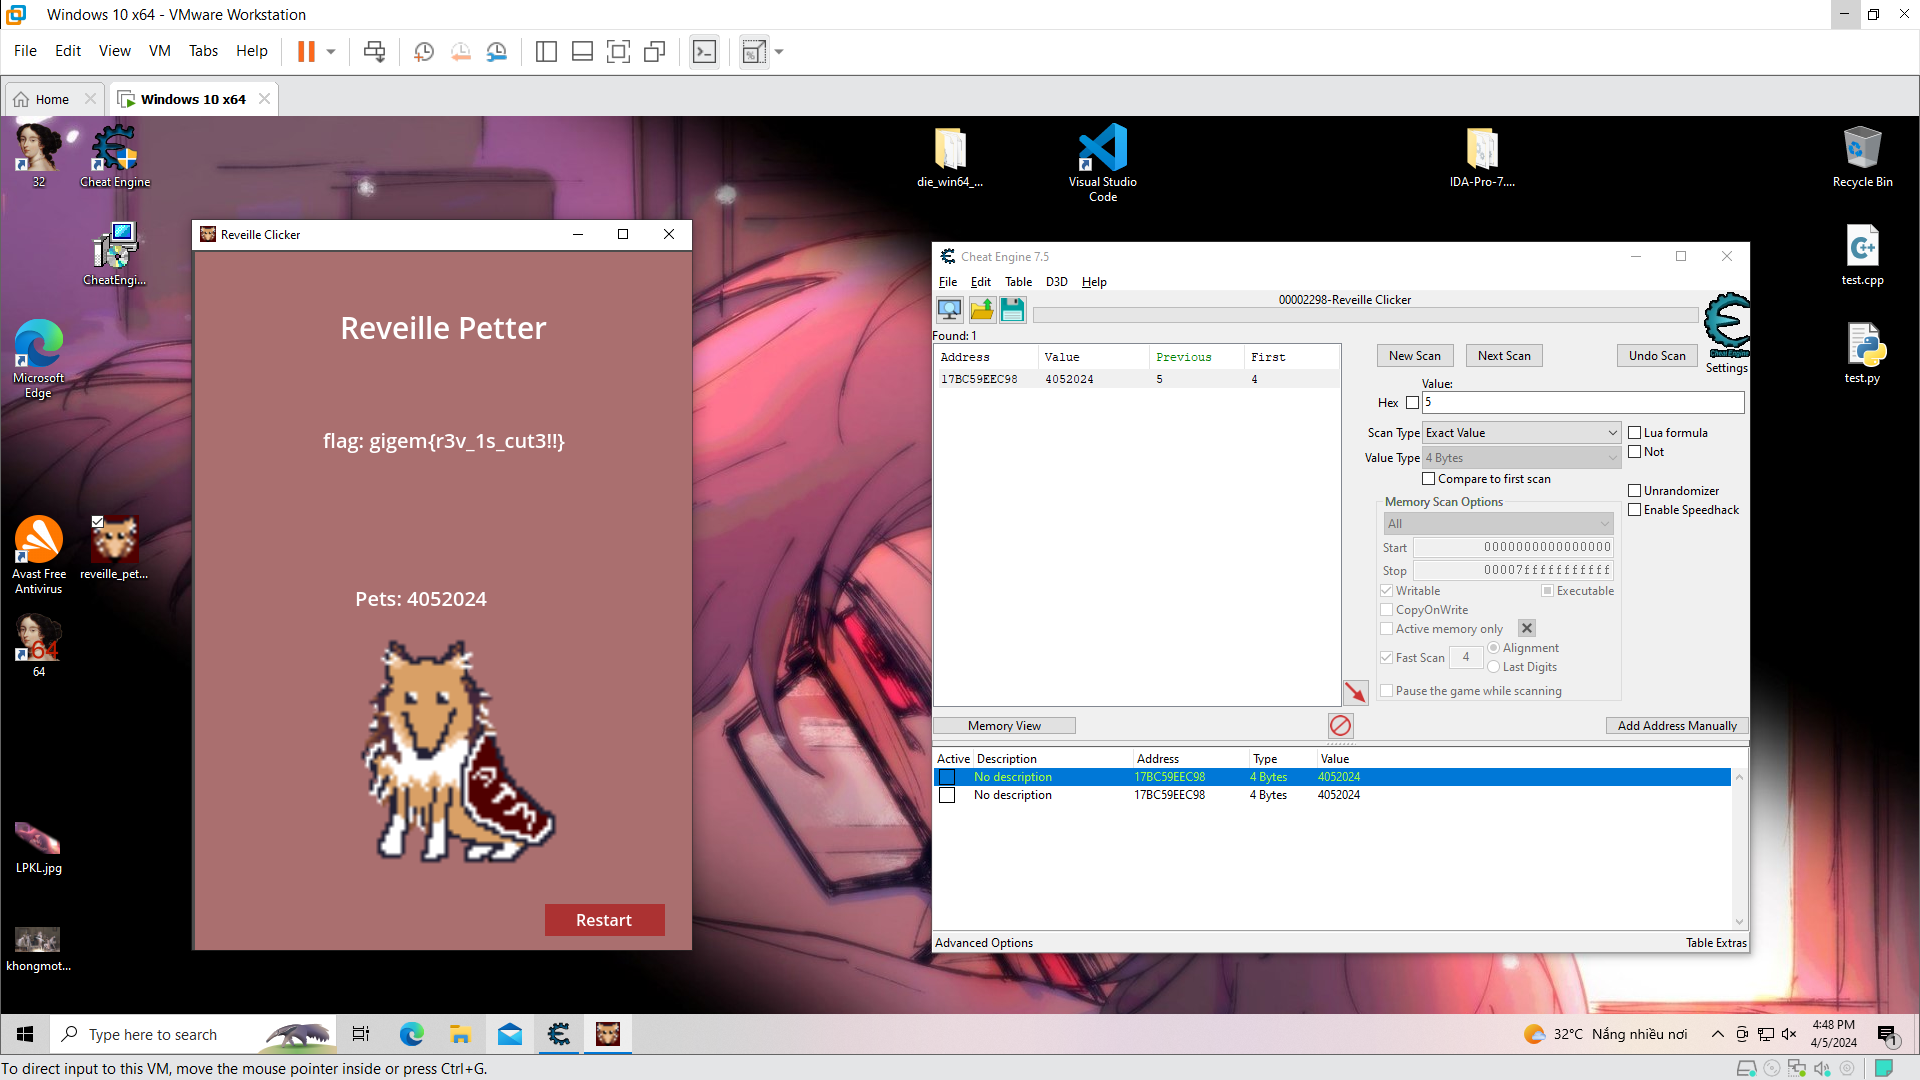 Windows 10 x64 - VMware Workstation
File Edit View VM Tabs Help
Home
Windows 10 x64
32
Cheat Engine
CheatEngi...
Microsoft
Edge
Avast Free
Antivirus
reveille_pet...
64
64
LPKL.jpg
khongmot...
die_win64_...
Visual Studio
Code
IDA-Pro-7....
Recycle Bin
test.cpp
test.py
Reveille Clicker
Reveille Petter
flag: gigem{r3v_1s_cut3!!}
Pets: 4052024
ATM
Restart
Cheat Engine 7.5
File Edit Table D3D Help
00002298-Reveille Clicker
Found: 1
Address Value Previous First
17BC59EEC98 4052024 5 4
New Scan Next Scan Undo Scan
Cheat Engine
Settings
Value:
Hex 5
Scan Type Exact Value
Lua formula
Value Type 4 Bytes
Not
Compare to first scan
Memory Scan Options
Unrandomizer
All
Enable Speedhack
Start 0000000000000000
Stop 00007fffffffffff
Writable Executable
CopyOnWrite
Active memory only
Fast Scan 4 Alignment
Last Digits
Pause the game while scanning
Memory View
Add Address Manually
Active Description Address Type Value
No description 17BC59EEC98 4 Bytes 4052024
No description 17BC59EEC98 4 Bytes 4052024
Advanced Options Table Extras
Type here to search
32°C Nắng nhiều nơi
4:48 PM
4/5/2024
1
To direct input to this VM, move the mouse pointer inside or press Ctrl+G.